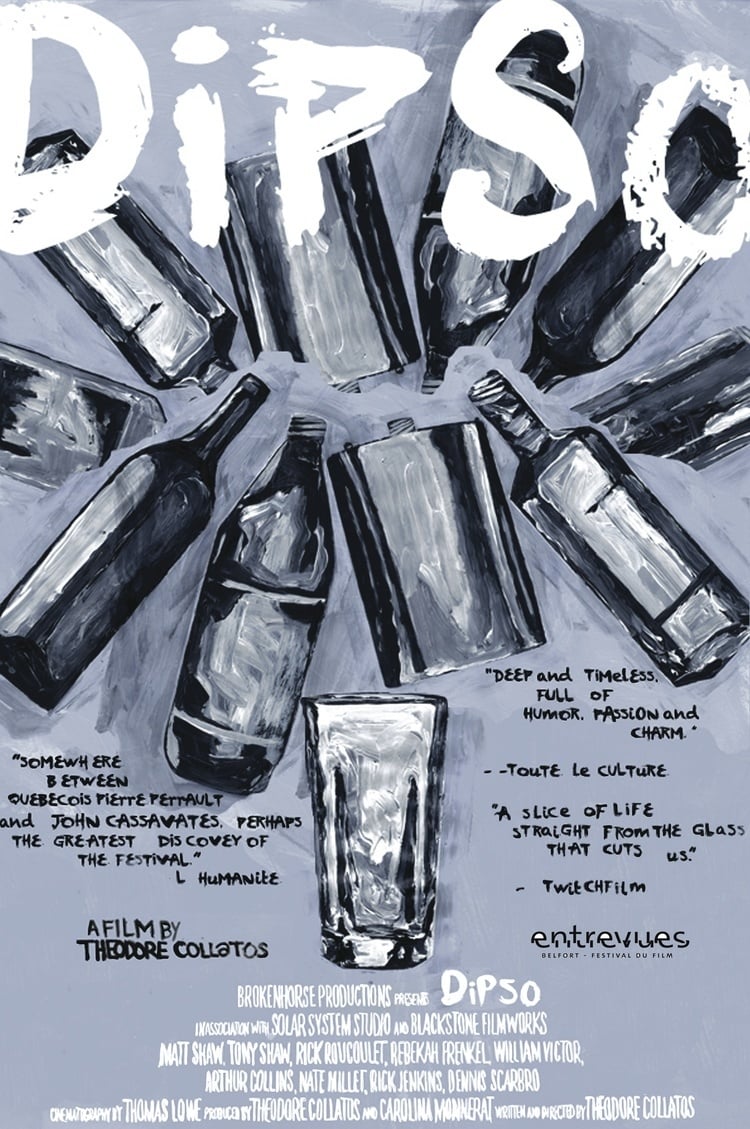 DiPSO
"DEEP and TiMELESS.
FULL OF
HUMOR, PASSION and
CHARM."
--TOUTE LE CULTURE
"SOMEWHERE
BETWEEN
QUEBECOIS PIERRE PERRAULT
and JOHN CASSAVATES, PERHAPS
THE GREATEST DISCOVEY OF
THE FESTIVAL."
L HUMANITE
"A SLICE OF LIFE
STRAIGHT FROM THE GLASS
THAT CUTS US."
- TWITCHFILM
A FILM BY
THEODORE COLLATOS
entrevues
BELFORT - FESTIVAL DU FILM
BROKENHORSE PRODUCTIONS PRESENTS DiPSO
IN ASSOCIATION WITH SOLAR SYSTEM STUDIO AND BLACKSTONE FILMWORKS
MATT SHAW, TONY SHAW, RICK ROUCOULET, REBEKAH FRENKEL, WILLIAM VICTOR,
ARTHUR COLLINS, NATE MILLET, RICK JENKINS, DENNIS SCARBRO
CINEMATOGRAPHY BY THOMAS LOWE PRODUCED BY THEODORE COLLATOS AND CAROLINA MONNERAT WRITTEN AND DIRECTED BY THEODORE COLLATOS